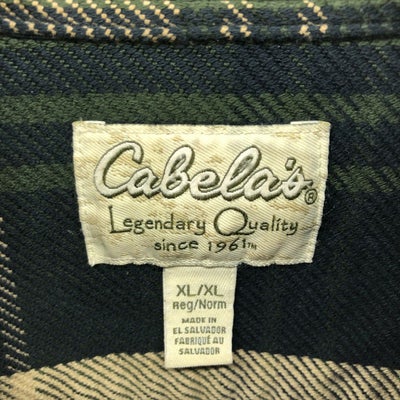 Cabela's®
Legendary Quality
since 1961™
XL/XL
Reg/Norm
MADE IN
EL SALVADOR
FABRIQUÉ AU
SALVADOR